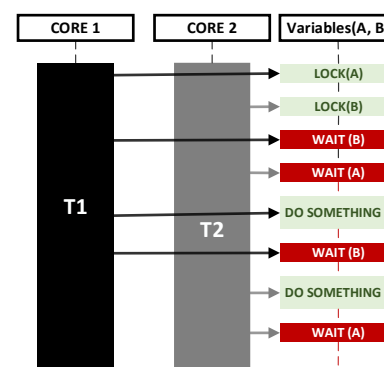 CORE 1 CORE 2 Variables(A, B
LOCK(A)
LOCK(B)
WAIT (B)
WAIT (A)
T1 DO SOMETHING
T2
WAIT (B)
DO SOMETHING
WAIT (A)